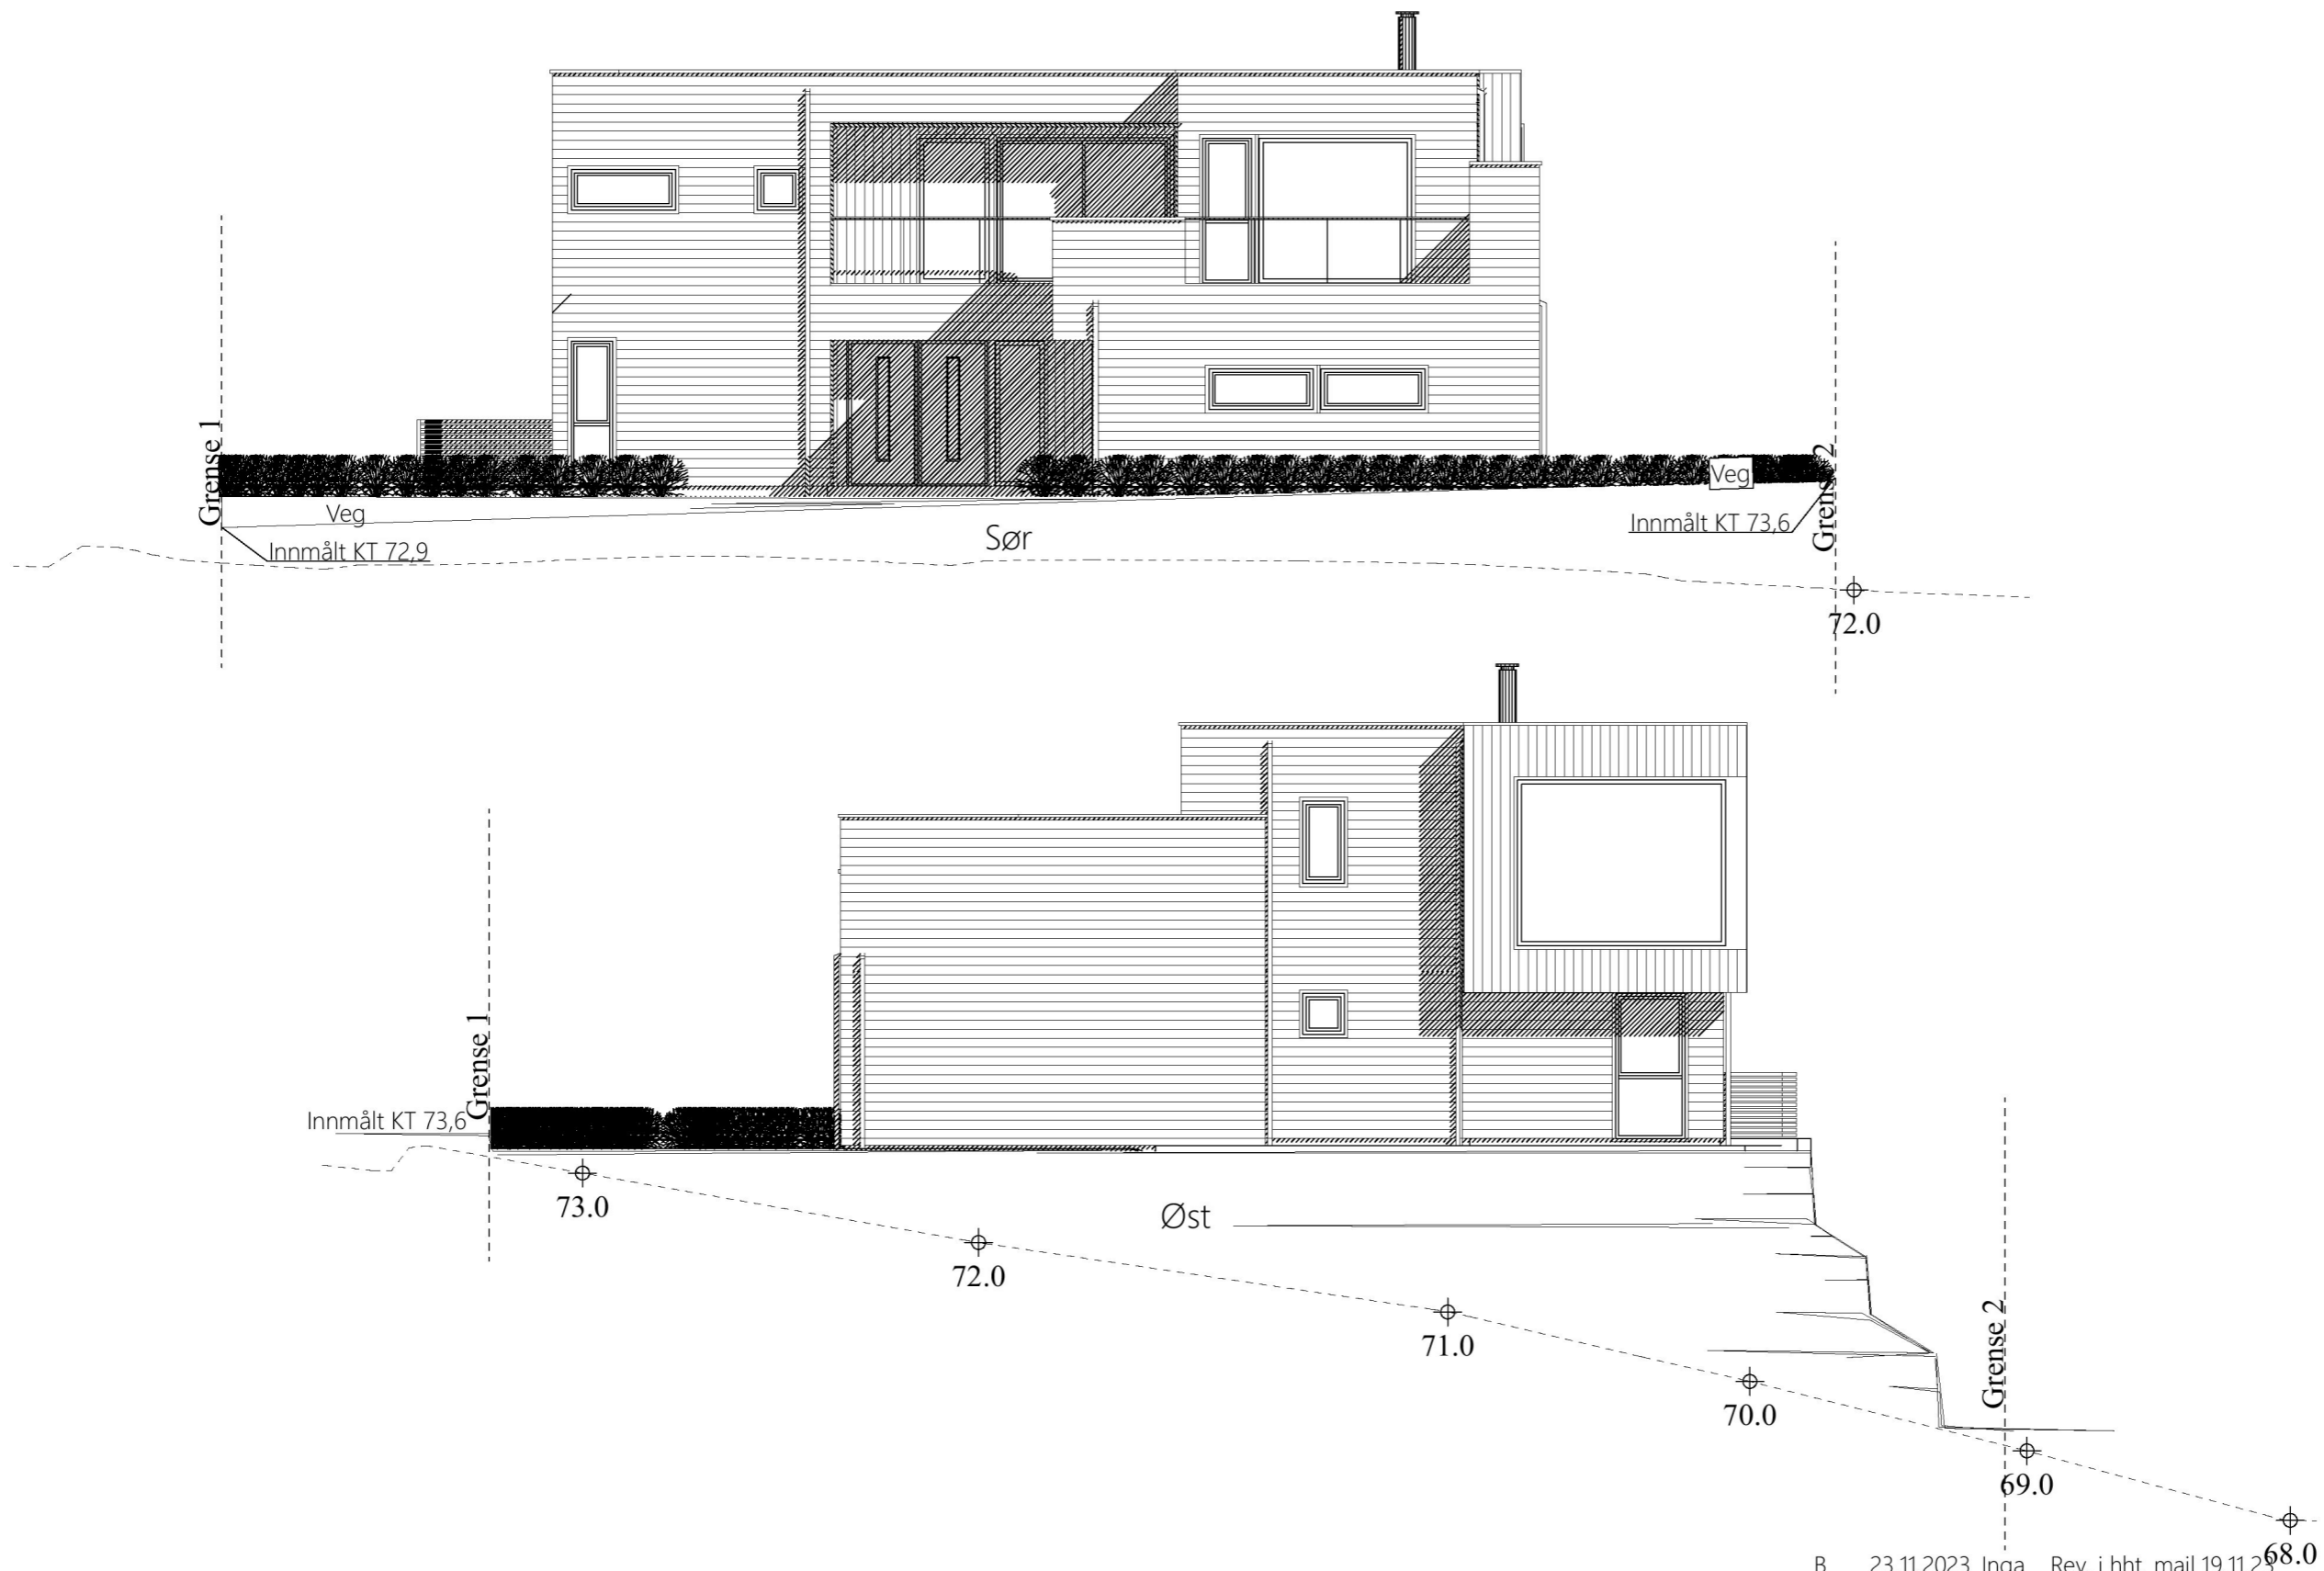 Grense 1
Grense 2
Veg
Veg
Innmålt KT 73,6
Innmålt KT 72,9
Sør
72.0
Grense 1
Innmålt KT 73,6
73.0
Øst
72.0
71.0
Grense 2
70.0
69.0
68.0
B 23.11.2023 Inga Rev. i hht. mail 19.11.23